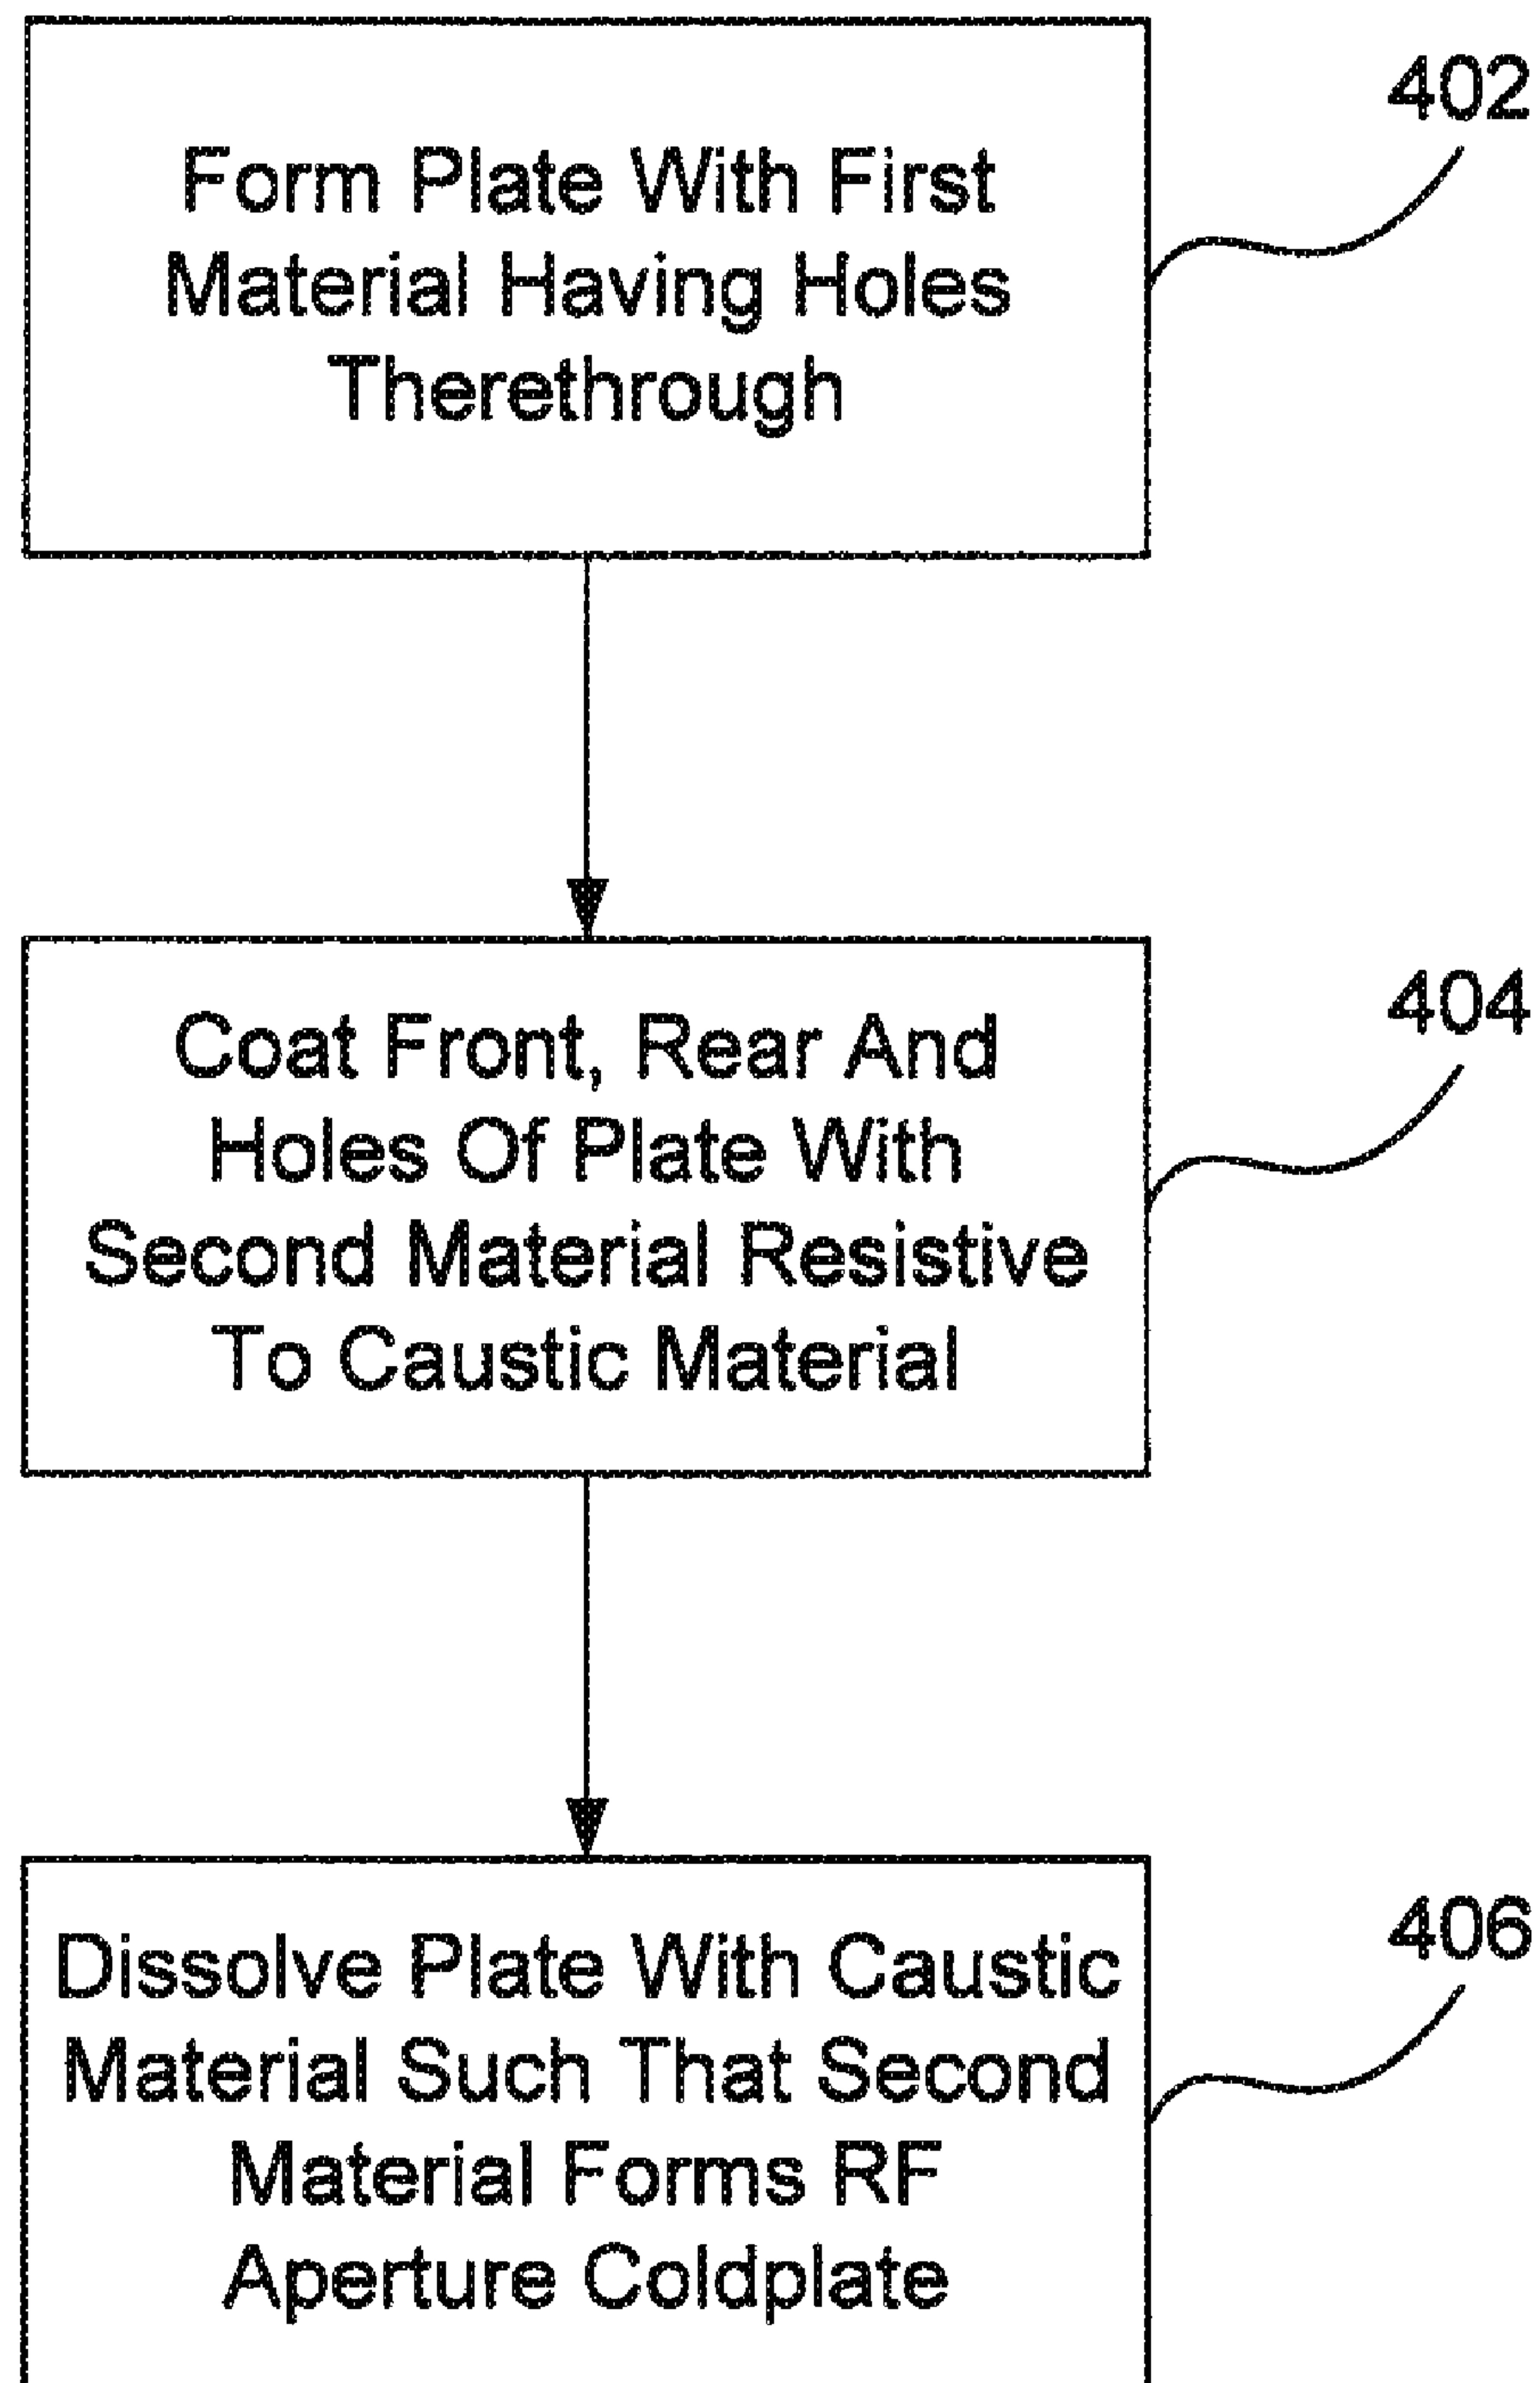 402
Form Plate With First
Material Having Holes
Therethrough
404
Coat Front, Rear And
Holes Of Plate With
Second Material Resistive
To Caustic Material
406
Dissolve Plate With Caustic
Material Such That Second
Material Forms RF
Aperture Coldplate